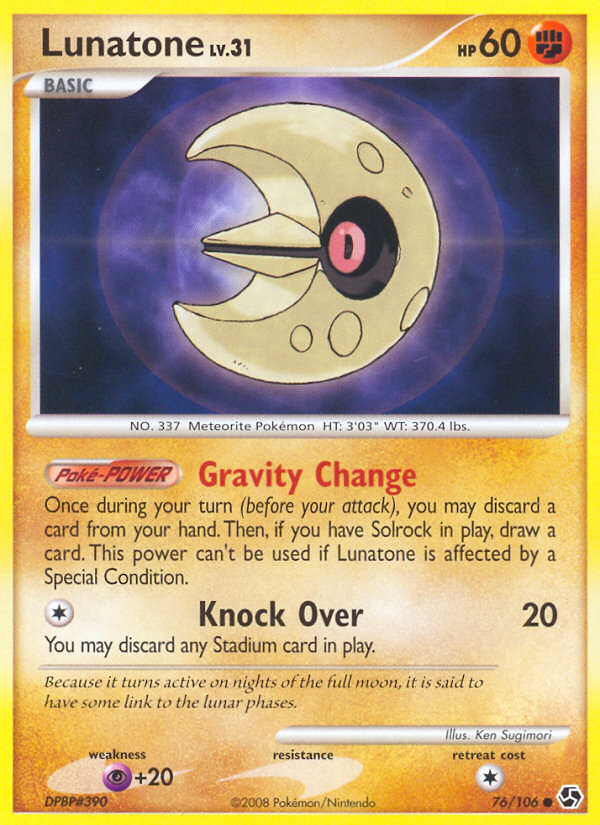 Lunatone LV.31
HP 60
BASIC
NO. 337 Meteorite Pokémon HT: 3'03" WT: 370.4 lbs.
Poké-POWER Gravity Change
Once during your turn (before your attack), you may discard a
card from your hand. Then, if you have Solrock in play, draw a
card. This power can't be used if Lunatone is affected by a
Special Condition.
Knock Over 20
You may discard any Stadium card in play.
Because it turns active on nights of the full moon, it is said to
have some link to the lunar phases.
Illus. Ken Sugimori
weakness resistance retreat cost
+20
DPBP#390 ©2008 Pokémon/Nintendo 76/106